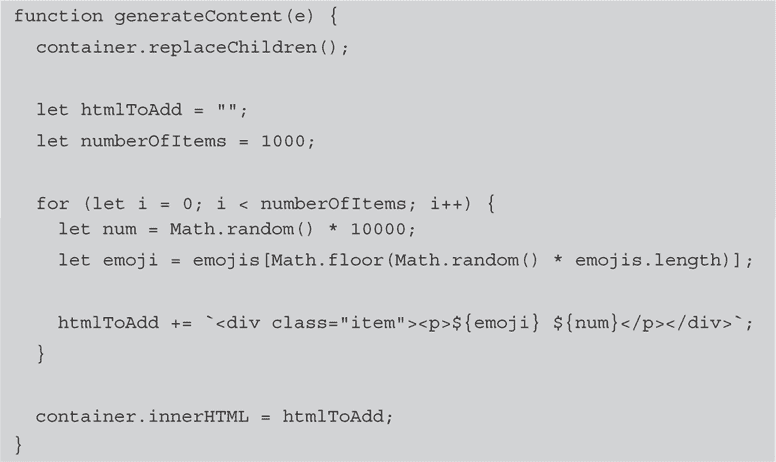 function generateContent(e) {
  container.replaceChildren();

  let htmlToAdd = "";
  let numberOfItems = 1000;

  for (let i = 0; i < numberOfItems; i++) {
    let num = Math.random() * 10000;
    let emoji = emojis[Math.floor(Math.random() * emojis.length)];

    htmlToAdd += `<div class="item"><p>${emoji} ${num}</p></div>`;
  }

  container.innerHTML = htmlToAdd;
}